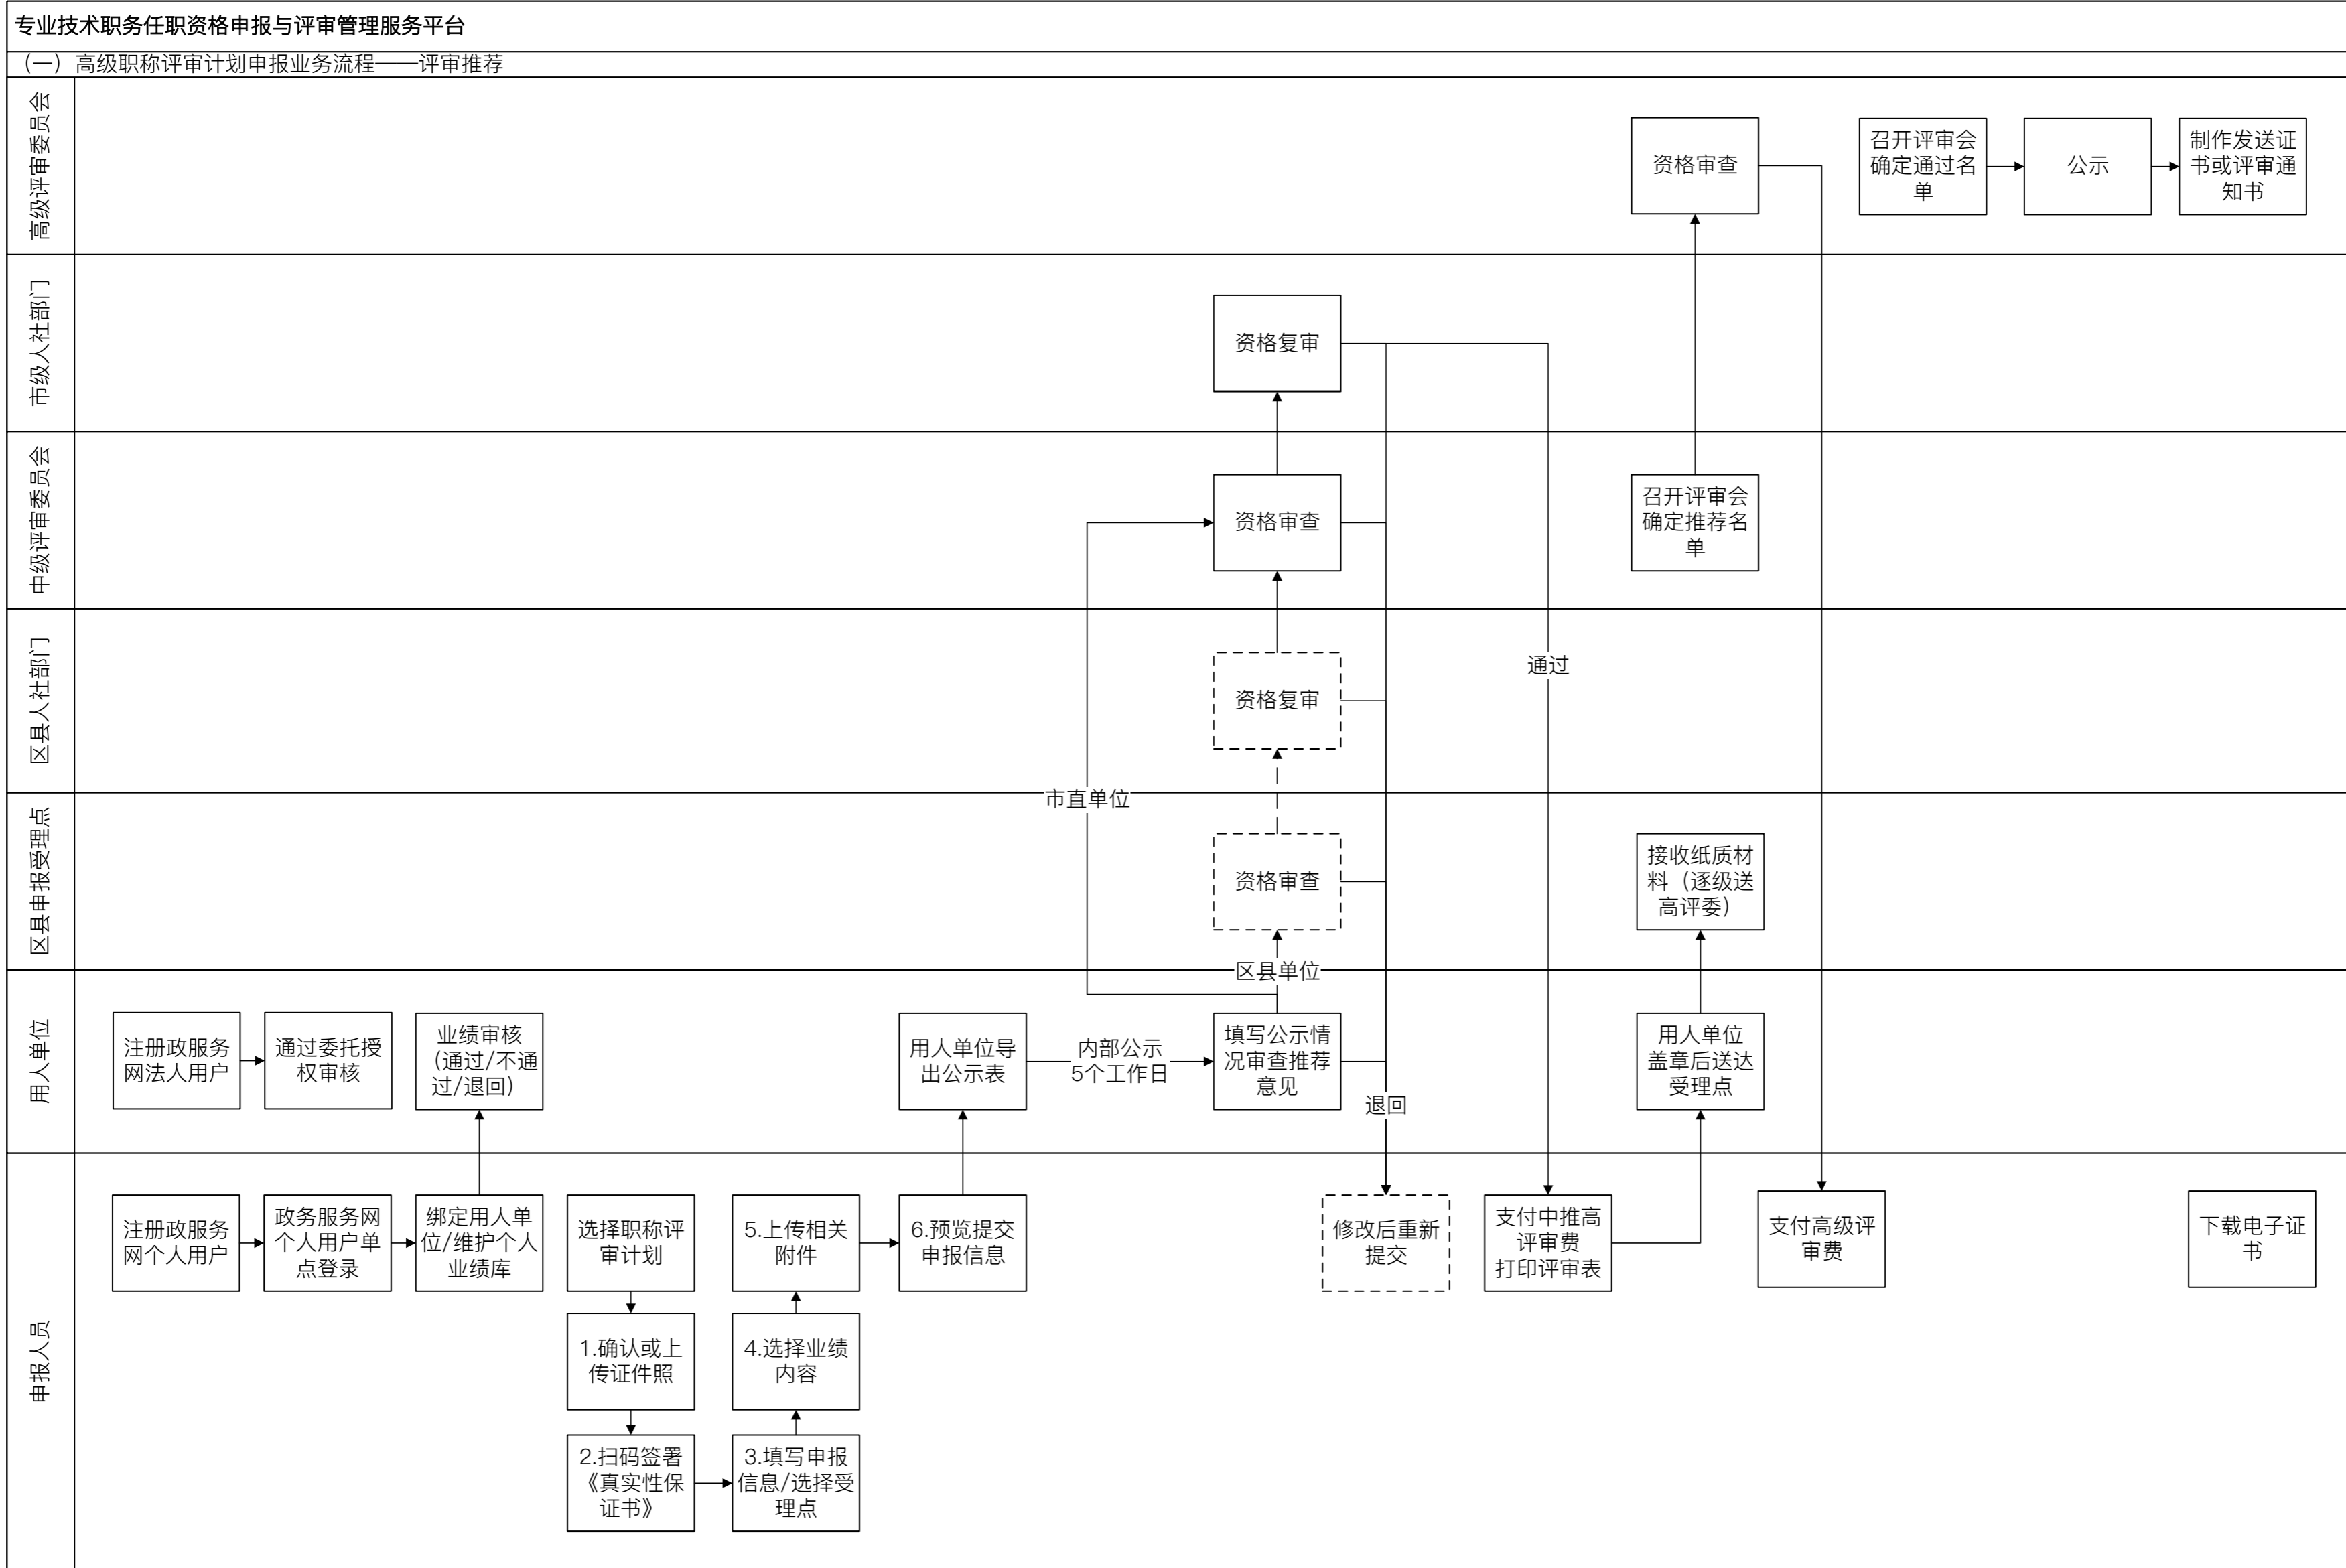 专业技术职务任职资格申报与评审管理服务平台
（一）高级职称评审计划申报业务流程——评审推荐
高级评审委员会
资格审查
召开评审会
确定通过名
单
公示
制作发送证
书或评审通
知书
市级人社部门
资格复审
中级评审委员会
资格审查
召开评审会
确定推荐名
单
区县人社部门
资格复审
通过
市直单位
区县申报受理点
资格审查
接收纸质材
料（逐级送
高评委）
区县单位
用人单位
注册政服务
网法人用户
通过委托授
权审核
业绩审核
（通过/不通
过/退回）
用人单位导
出公示表
内部公示
5个工作日
填写公示情
况审查推荐
意见
退回
用人单位
盖章后送达
受理点
申报人员
注册政服务
网个人用户
政务服务网
个人用户单
点登录
绑定用人单
位/维护个人
业绩库
选择职称评
审计划
1.确认或上
传证件照
2.扫码签署
《真实性保
证书》
3.填写申报
信息/选择受
理点
4.选择业绩
内容
5.上传相关
附件
6.预览提交
申报信息
修改后重新
提交
支付中推高
评审费
打印评审表
支付高级评
审费
下载电子证
书